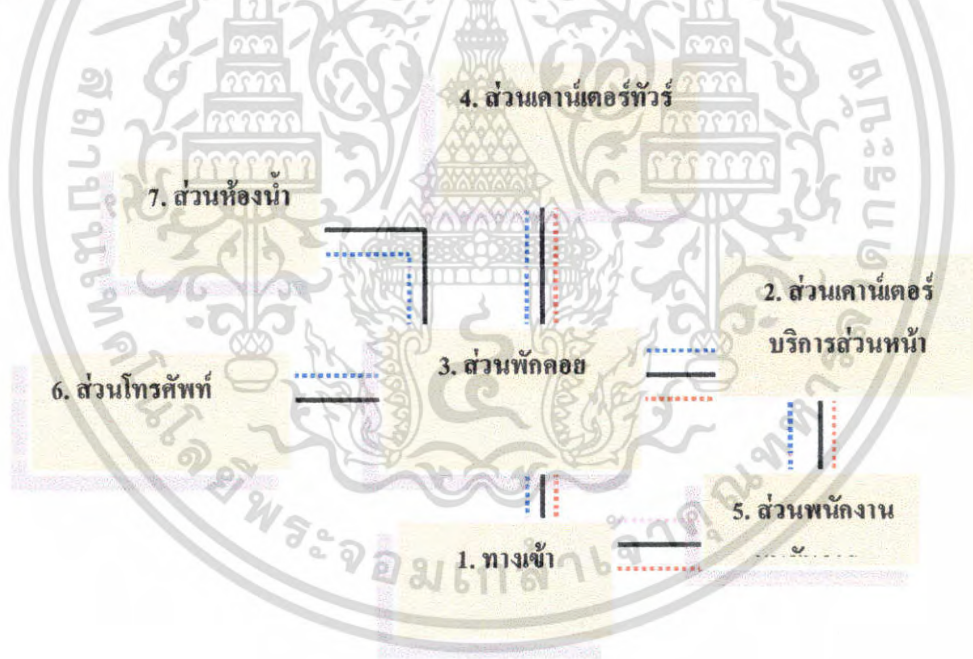 4. ส่วนเคาน์เตอร์ทัวร์
7. ส่วนห้องน้ำ
2. ส่วนเคาน์เตอร์
บริการส่วนหน้า
3. ส่วนพักคอย
6. ส่วนโทรศัพท์
5. ส่วนพนักงาน
1. ทางเข้า